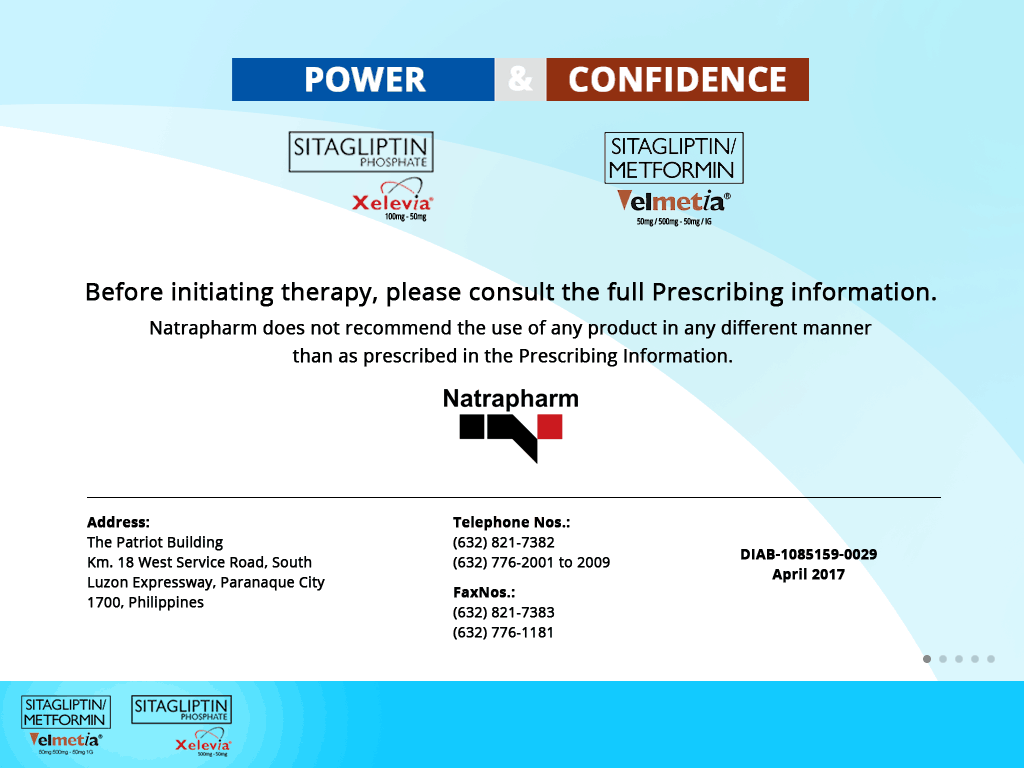 POWER & CONFIDENCE
SITAGLIPTIN
PHOSPHATE
Xelevia®
100mg - 50mg
SITAGLIPTIN/
METFORMIN
Velmetia®
50mg / 500mg - 50mg / 1G
Before initiating therapy, please consult the full Prescribing information.
Natrapharm does not recommend the use of any product in any different manner
than as prescribed in the Prescribing Information.
Natrapharm
Address:
The Patriot Building
Km. 18 West Service Road, South
Luzon Expressway, Paranaque City
1700, Philippines
Telephone Nos.:
(632) 821-7382
(632) 776-2001 to 2009
FaxNos.:
(632) 821-7383
(632) 776-1181
DIAB-1085159-0029
April 2017
SITAGLIPTIN/
METFORMIN
Velmetia®
50mg 500mg - 50mg 1G
SITAGLIPTIN
PHOSPHATE
Xelevia®
100mg - 50mg